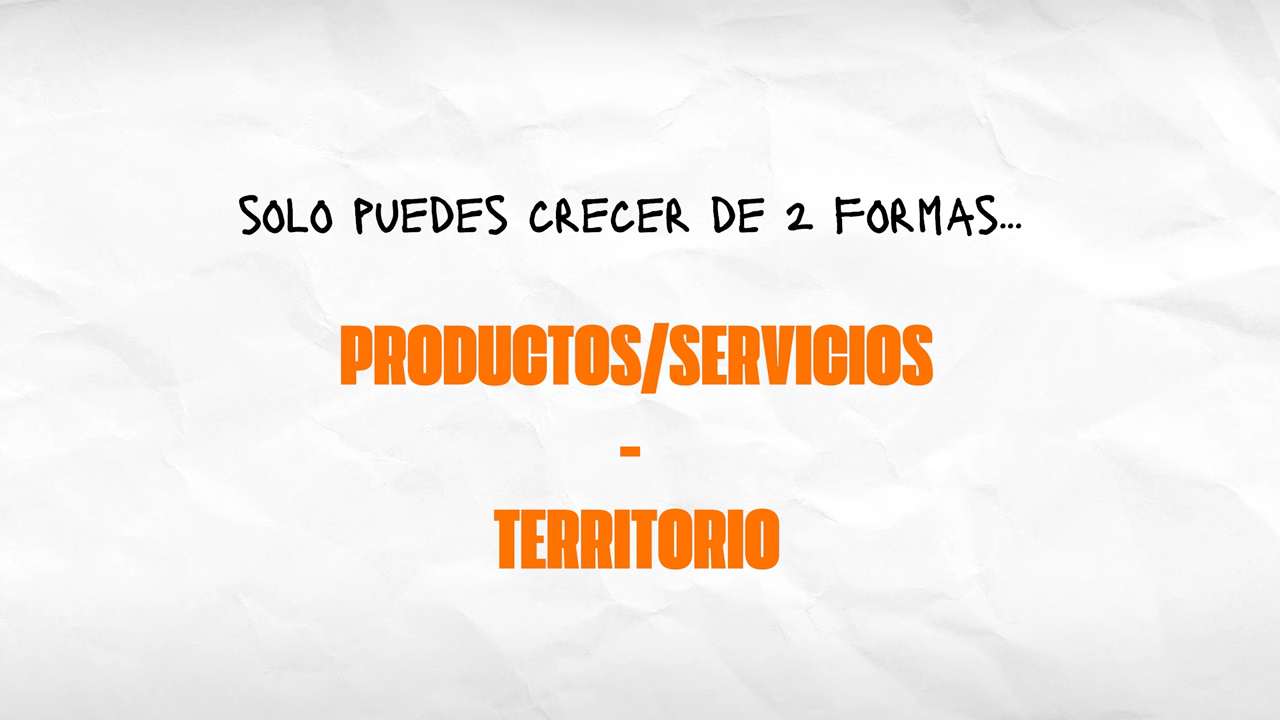 SOLO PUEDES CRECER DE 2 FORMAS...
PRODUCTOS/SERVICIOS
-
TERRITORIO